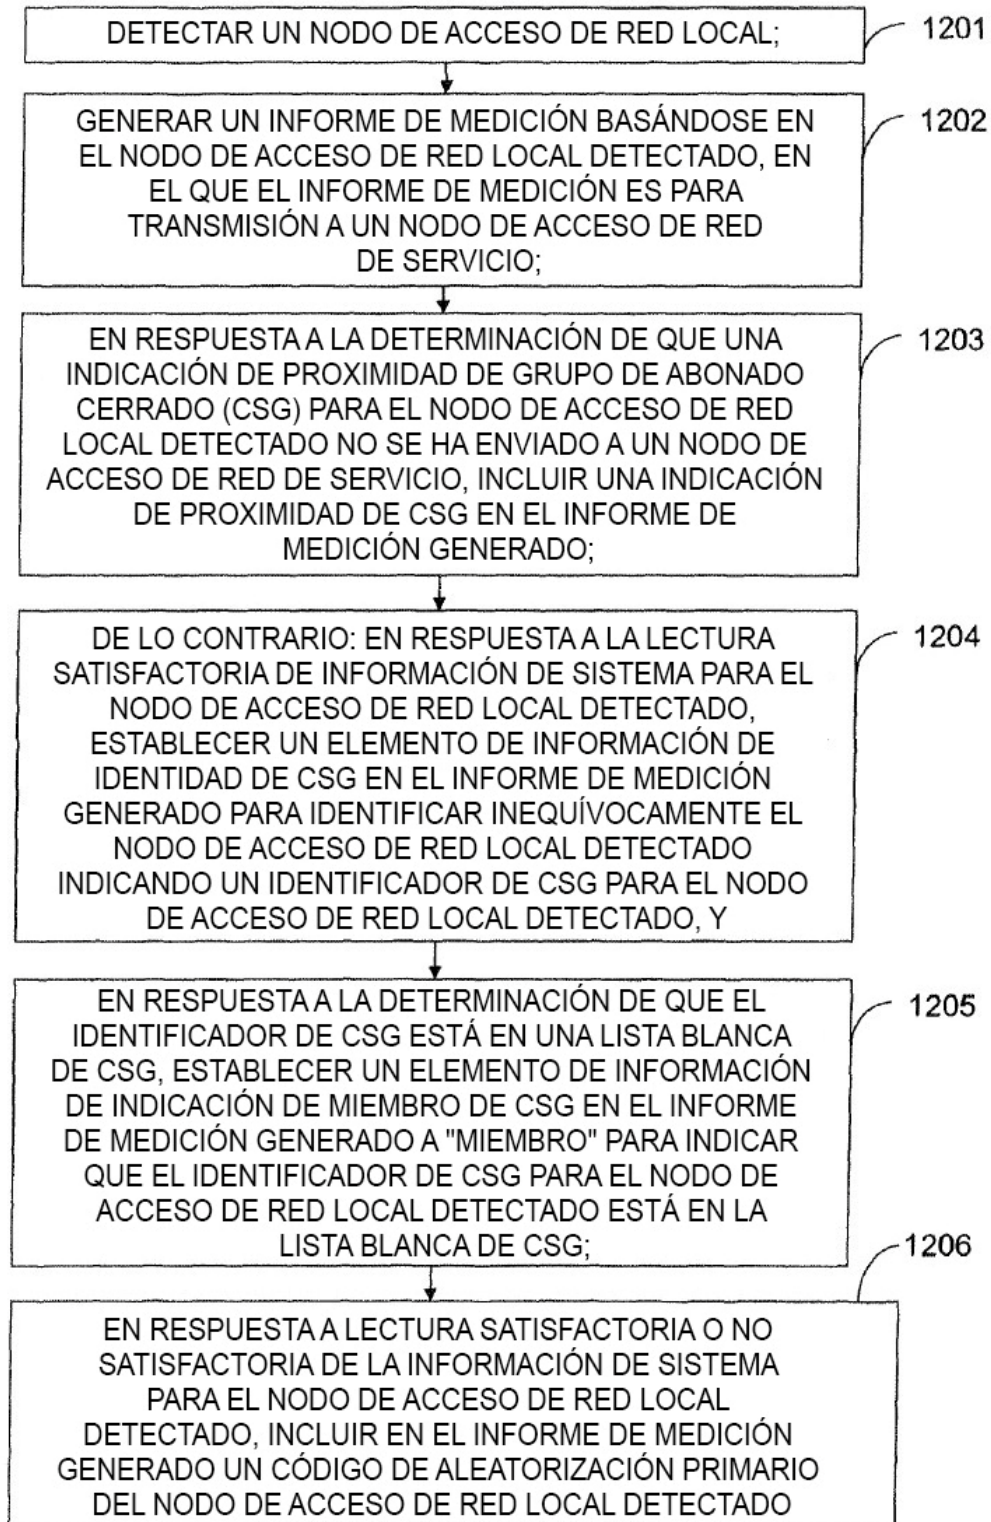 DETECTAR UN NODO DE ACCESO DE RED LOCAL;
1201
GENERAR UN INFORME DE MEDICIÓN BASÁNDOSE EN
EL NODO DE ACCESO DE RED LOCAL DETECTADO, EN
EL QUE EL INFORME DE MEDICIÓN ES PARA
TRANSMISIÓN A UN NODO DE ACCESO DE RED
DE SERVICIO;
1202
EN RESPUESTA A LA DETERMINACIÓN DE QUE UNA
INDICACIÓN DE PROXIMIDAD DE GRUPO DE ABONADO
CERRADO (CSG) PARA EL NODO DE ACCESO DE RED
LOCAL DETECTADO NO SE HA ENVIADO A UN NODO DE
ACCESO DE RED DE SERVICIO, INCLUIR UNA INDICACIÓN
DE PROXIMIDAD DE CSG EN EL INFORME DE
MEDICIÓN GENERADO;
1203
DE LO CONTRARIO: EN RESPUESTA A LA LECTURA
SATISFACTORIA DE INFORMACIÓN DE SISTEMA PARA EL
NODO DE ACCESO DE RED LOCAL DETECTADO,
ESTABLECER UN ELEMENTO DE INFORMACIÓN DE
IDENTIDAD DE CSG EN EL INFORME DE MEDICIÓN
GENERADO PARA IDENTIFICAR INEQUÍVOCAMENTE EL
NODO DE ACCESO DE RED LOCAL DETECTADO
INDICANDO UN IDENTIFICADOR DE CSG PARA EL NODO
DE ACCESO DE RED LOCAL DETECTADO, Y
1204
EN RESPUESTA A LA DETERMINACIÓN DE QUE EL
IDENTIFICADOR DE CSG ESTÁ EN UNA LISTA BLANCA
DE CSG, ESTABLECER UN ELEMENTO DE INFORMACIÓN
DE INDICACIÓN DE MIEMBRO DE CSG EN EL INFORME
DE MEDICIÓN GENERADO A "MIEMBRO" PARA INDICAR
QUE EL IDENTIFICADOR DE CSG PARA EL NODO DE
ACCESO DE RED LOCAL DETECTADO ESTÁ EN LA
LISTA BLANCA DE CSG;
1205
EN RESPUESTA A LECTURA SATISFACTORIA O NO
SATISFACTORIA DE LA INFORMACIÓN DE SISTEMA
PARA EL NODO DE ACCESO DE RED LOCAL
DETECTADO, INCLUIR EN EL INFORME DE MEDICIÓN
GENERADO UN CÓDIGO DE ALEATORIZACIÓN PRIMARIO
DEL NODO DE ACCESO DE RED LOCAL DETECTADO
1206